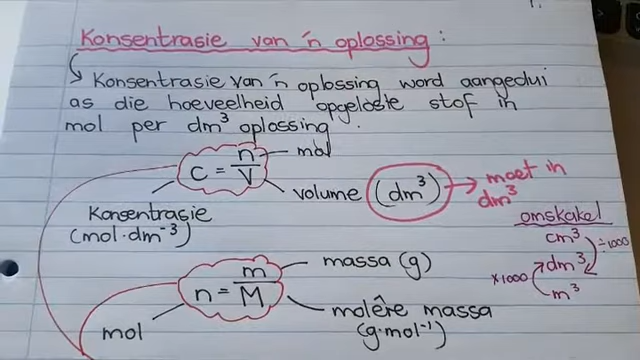 Konsentrasie van 'n oplossing :
Konsentrasie van 'n oplossing word aangedui
as die hoeveelheid opgeloste stof in
mol per dm³ oplossing.
c = n/V
mol
volume (dm³) → moet in
dm³
Konsentrasie
(mol·dm⁻³)
omskakel
cm³
÷1000
dm³
×1000
m³
n = m/M
massa (g)
mol
molêre massa
(g·mol⁻¹)